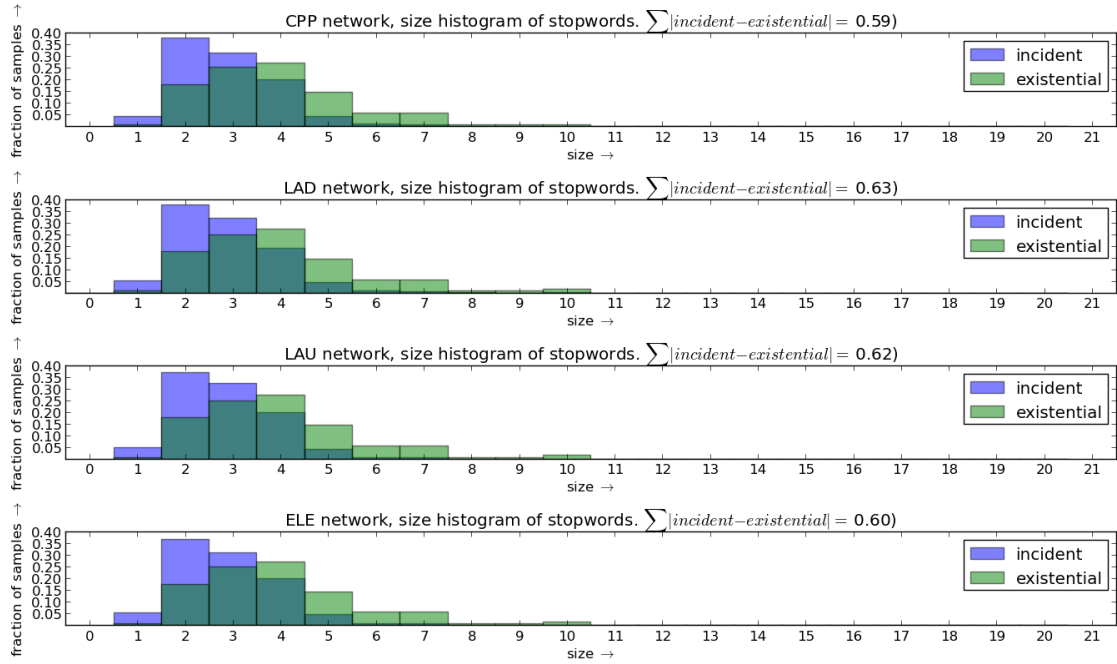 CPP network, size histogram of stopwords. ∑|incident−existential| = 0.59)
fraction of samples →
0.40
0.35
0.30
0.25
0.20
0.15
0.10
0.05
incident
existential
0 1 2 3 4 5 6 7 8 9 10 11 12 13 14 15 16 17 18 19 20 21
size →
LAD network, size histogram of stopwords. ∑|incident−existential| = 0.63)
fraction of samples →
0.40
0.35
0.30
0.25
0.20
0.15
0.10
0.05
incident
existential
0 1 2 3 4 5 6 7 8 9 10 11 12 13 14 15 16 17 18 19 20 21
size →
LAU network, size histogram of stopwords. ∑|incident−existential| = 0.62)
fraction of samples →
0.40
0.35
0.30
0.25
0.20
0.15
0.10
0.05
incident
existential
0 1 2 3 4 5 6 7 8 9 10 11 12 13 14 15 16 17 18 19 20 21
size →
ELE network, size histogram of stopwords. ∑|incident−existential| = 0.60)
fraction of samples →
0.40
0.35
0.30
0.25
0.20
0.15
0.10
0.05
incident
existential
0 1 2 3 4 5 6 7 8 9 10 11 12 13 14 15 16 17 18 19 20 21
size →